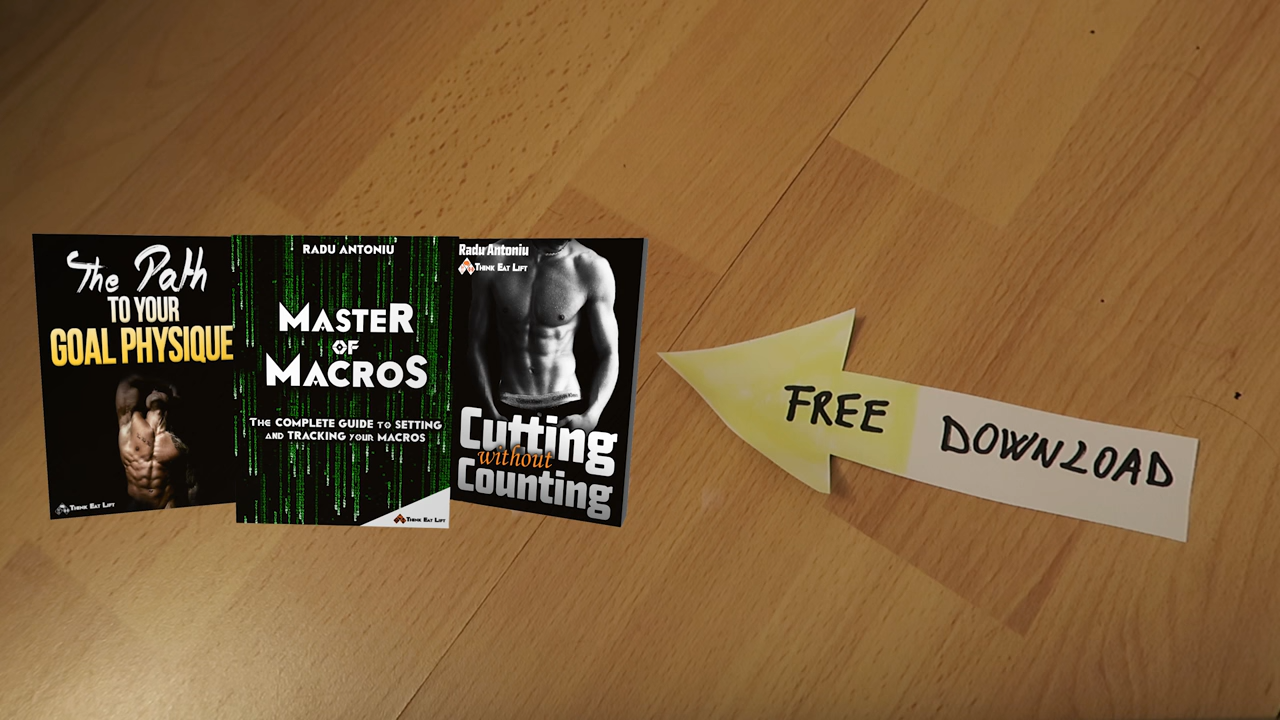 The Path
TO YOUR
GOAL PHYSIQUE
THINK EAT LIFT
RADU ANTONIU
MASTER
OF
MACROS
THE COMPLETE GUIDE TO SETTING
AND TRACKING YOUR MACROS
THINK EAT LIFT
Radu Antoniu
THINK EAT LIFT
Cutting
without
Counting
FREE DOWNLOAD